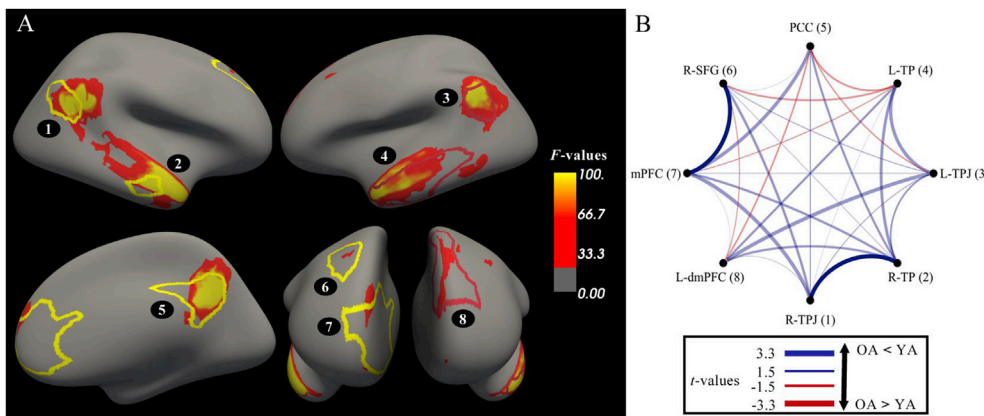 A
1
2
3
4
5
6
7
8
F-values
100.
66.7
33.3
0.00
B
PCC (5)
R-SFG (6)
L-TP (4)
mPFC (7)
L-TPJ (3
L-dmPFC (8)
R-TP (2)
R-TPJ (1)
t-values
3.3
1.5
-1.5
-3.3
OA < YA
OA > YA